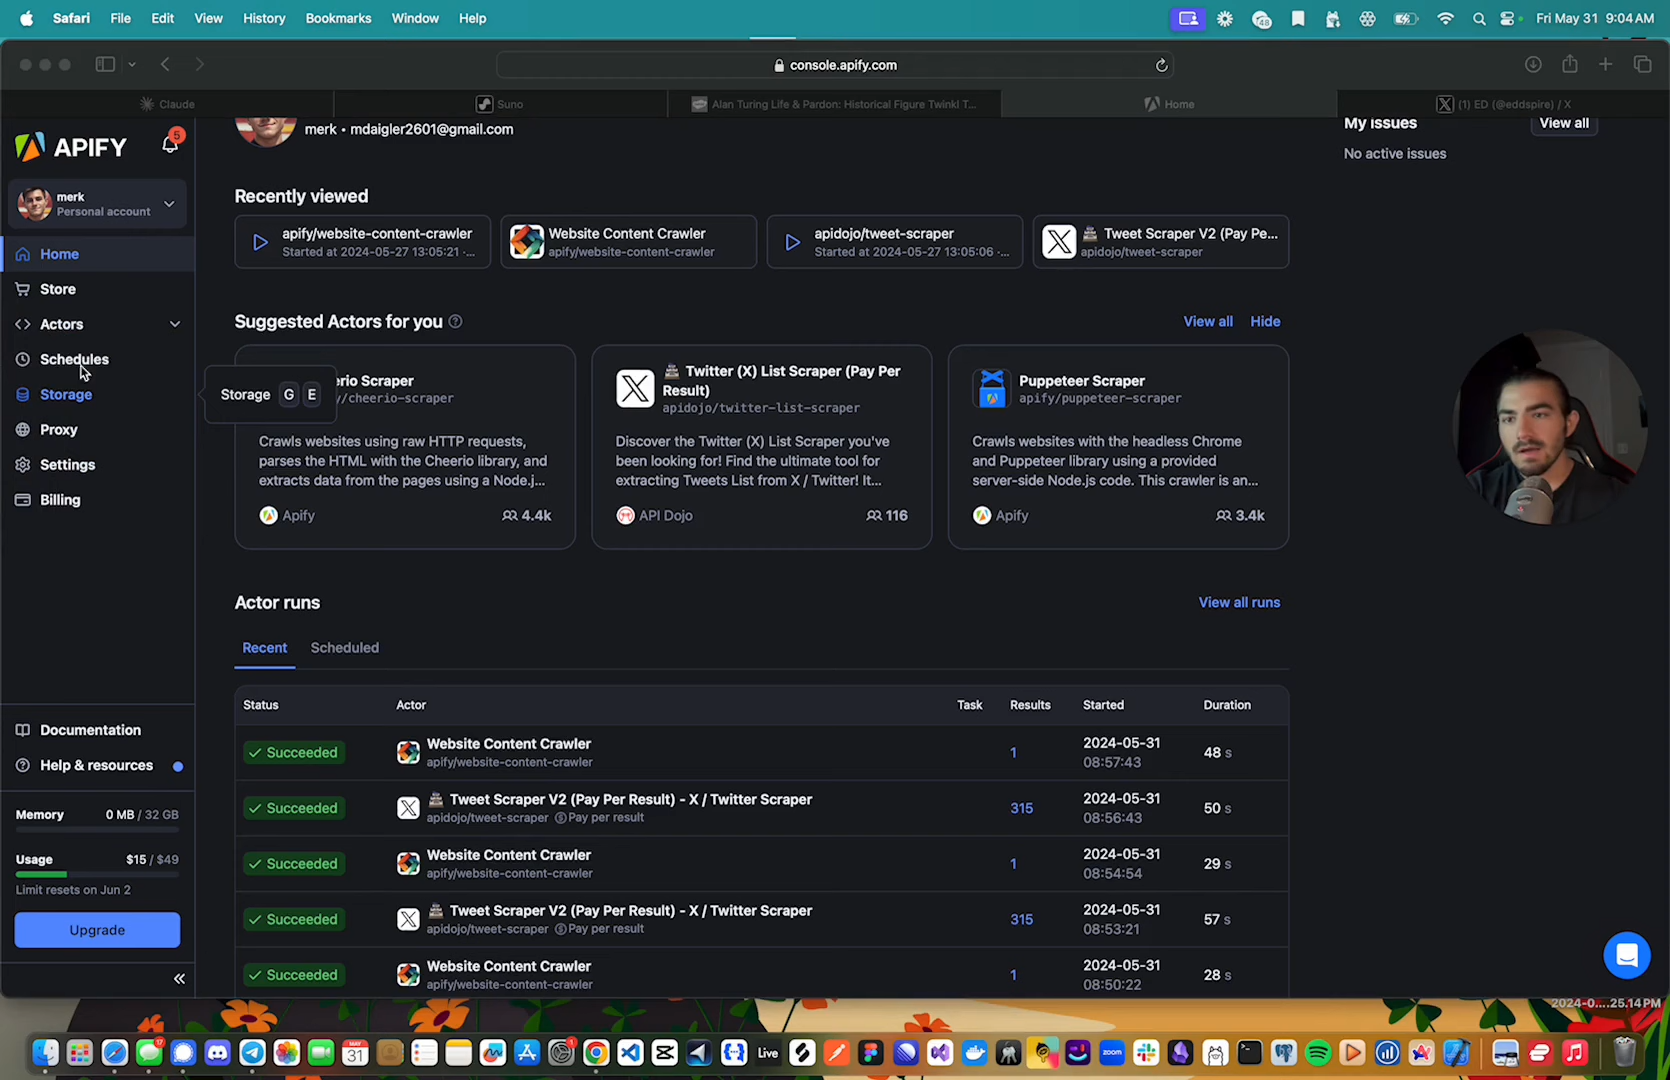 Safari File Edit View History Bookmarks Window Help
48
Fri May 31 9:04 AM
console.apify.com
Claude
Suno
Alan Turing Life & Pardon: Historical Figure Twinkl T...
Home
(1) ED (@eddspire) / X
APIFY
5
merk
Personal account
Home
Store
Actors
Schedules
Storage
Proxy
Settings
Billing
Storage G E
Documentation
Help & resources
Memory 0 MB / 32 GB
Usage $15 / $49
Limit resets on Jun 2
Upgrade
merk • mdaigler2601@gmail.com
My issues
View all
No active issues
Recently viewed
apify/website-content-crawler
Started at 2024-05-27 13:05:21 ·...
Website Content Crawler
apify/website-content-crawler
apidojo/tweet-scraper
Started at 2024-05-27 13:05:06 ·...
Tweet Scraper V2 (Pay Pe...
apidojo/tweet-scraper
Suggested Actors for you
View all Hide
erio Scraper
/cheerio-scraper
Crawls websites using raw HTTP requests,
parses the HTML with the Cheerio library, and
extracts data from the pages using a Node.j...
Apify 4.4k
Twitter (X) List Scraper (Pay Per
Result)
apidojo/twitter-list-scraper
Discover the Twitter (X) List Scraper you've
been looking for! Find the ultimate tool for
extracting Tweets List from X / Twitter! It...
API Dojo 116
Puppeteer Scraper
apify/puppeteer-scraper
Crawls websites with the headless Chrome
and Puppeteer library using a provided
server-side Node.js code. This crawler is an...
Apify 3.4k
Actor runs
View all runs
Recent Scheduled
Status Actor Task Results Started Duration
Succeeded Website Content Crawler 1 2024-05-31 48 s
apify/website-content-crawler 08:57:43
Succeeded Tweet Scraper V2 (Pay Per Result) - X / Twitter Scraper 315 2024-05-31 50 s
apidojo/tweet-scraper Pay per result 08:56:43
Succeeded Website Content Crawler 1 2024-05-31 29 s
apify/website-content-crawler 08:54:54
Succeeded Tweet Scraper V2 (Pay Per Result) - X / Twitter Scraper 315 2024-05-31 57 s
apidojo/tweet-scraper Pay per result 08:53:21
Succeeded Website Content Crawler 1 2024-05-31 28 s
apify/website-content-crawler 08:50:22
2024-0....25.14 PM
17
MAY
31
1
Live
zoom